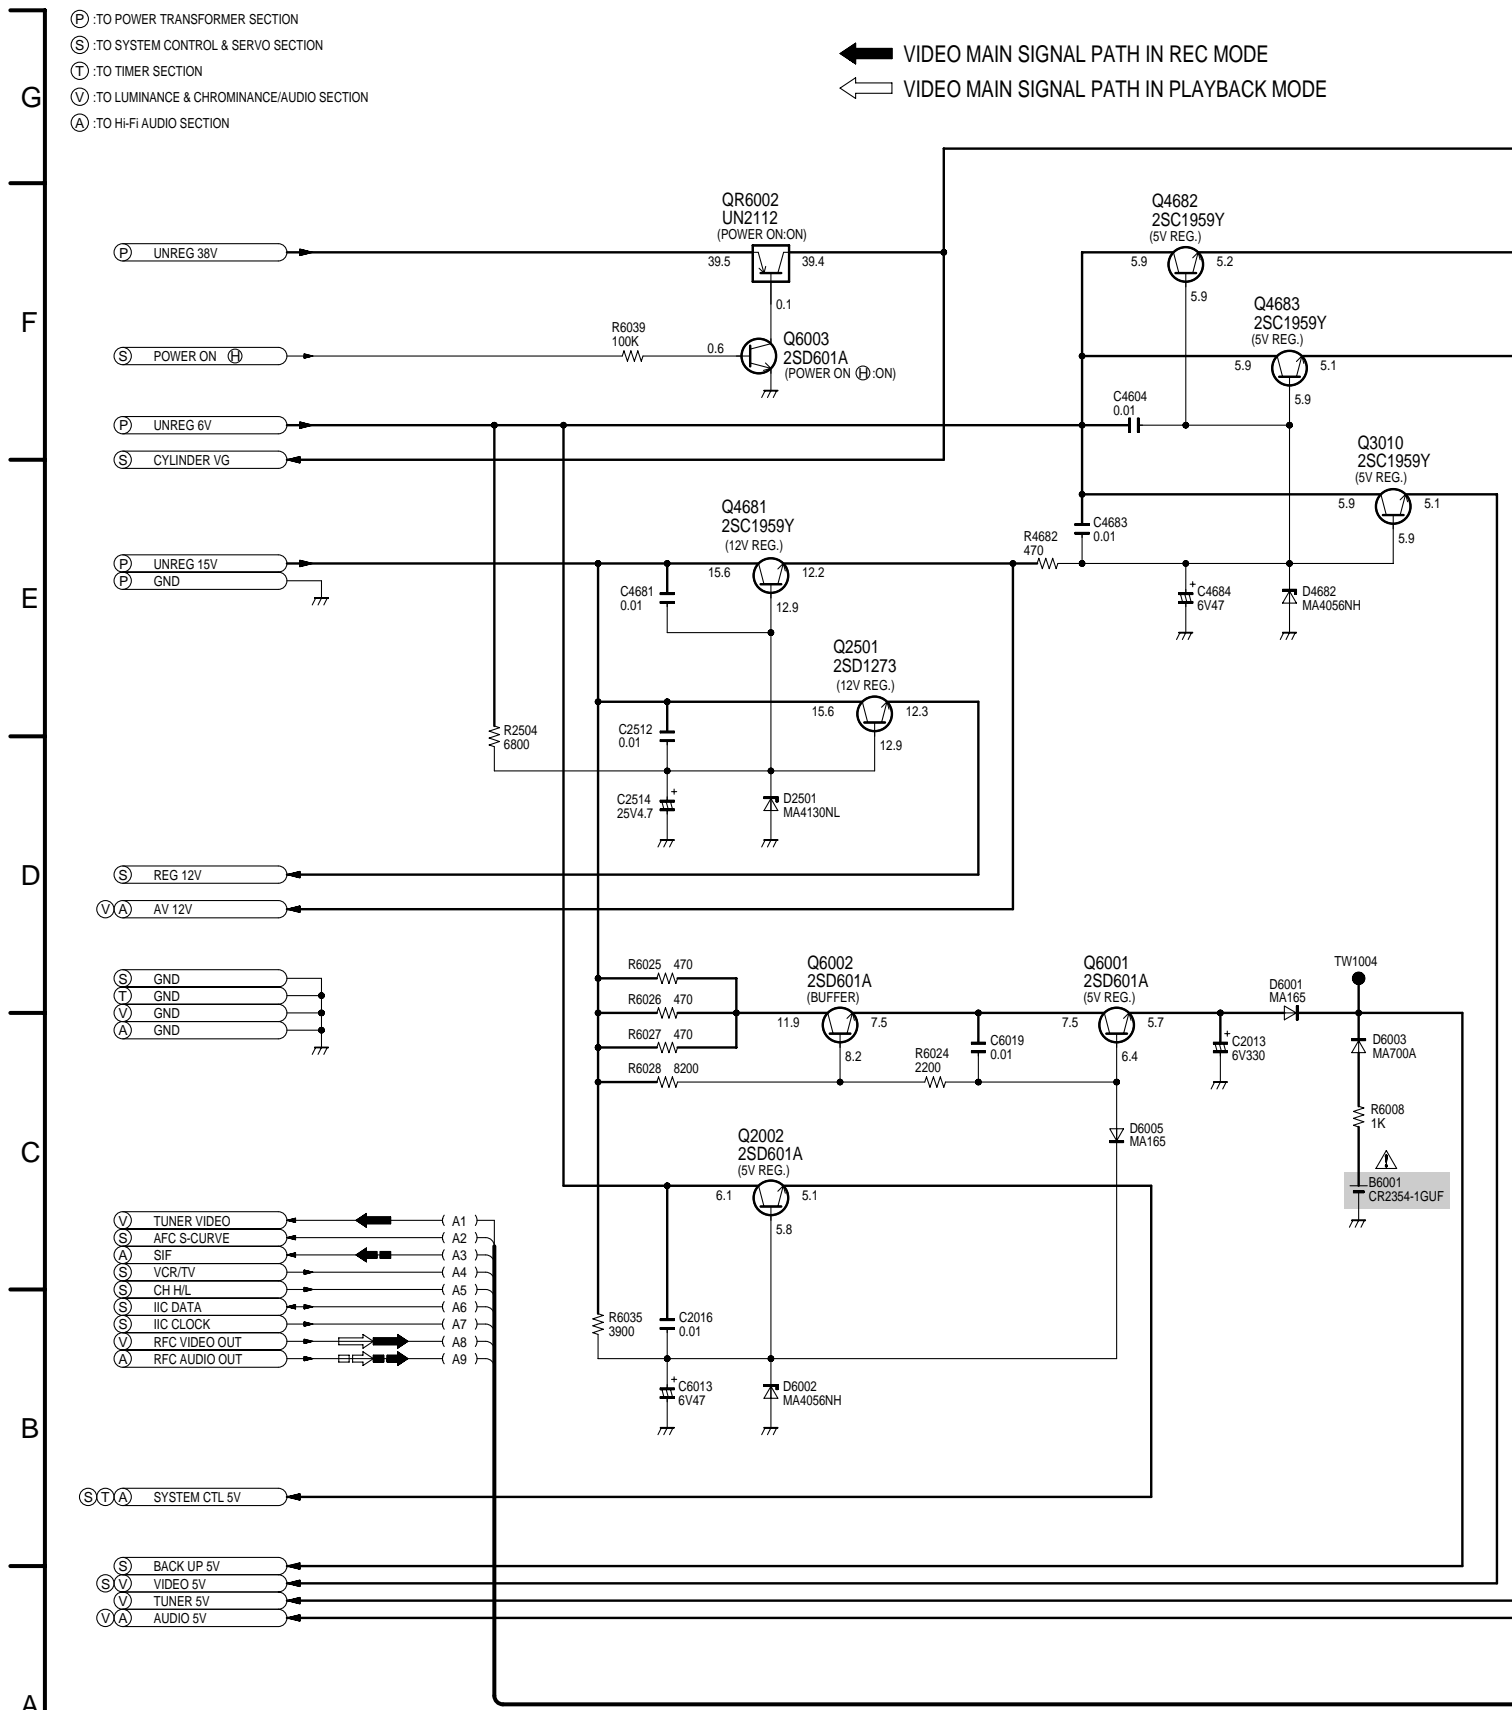 Ⓟ :TO POWER TRANSFORMER SECTION
Ⓢ :TO SYSTEM CONTROL & SERVO SECTION
Ⓣ :TO TIMER SECTION
Ⓥ :TO LUMINANCE & CHROMINANCE/AUDIO SECTION
Ⓐ :TO Hi-Fi AUDIO SECTION
VIDEO MAIN SIGNAL PATH IN REC MODE
VIDEO MAIN SIGNAL PATH IN PLAYBACK MODE
G
F
E
D
C
B
A
Ⓟ UNREG 38V
QR6002
UN2112
(POWER ON:ON)
39.5
39.4
0.1
Ⓢ POWER ON Ⓗ
R6039
100K
0.6
Q6003
2SD601A
(POWER ON Ⓗ:ON)
Q4682
2SC1959Y
(5V REG.)
5.9
5.2
5.9
Q4683
2SC1959Y
(5V REG.)
5.9
5.1
5.9
C4604
0.01
Ⓟ UNREG 6V
Ⓢ CYLINDER VG
Q3010
2SC1959Y
(5V REG.)
5.9
5.1
5.9
Q4681
2SC1959Y
(12V REG.)
15.6
12.2
12.9
R4682
470
C4683
0.01
Ⓟ UNREG 15V
Ⓟ GND
C4681
0.01
C4684
+
6V47
D4682
MA4056NH
Q2501
2SD1273
(12V REG.)
15.6
12.3
12.9
R2504
6800
C2512
0.01
C2514
+
25V4.7
D2501
MA4130NL
Ⓢ REG 12V
ⓋⒶ AV 12V
Ⓢ GND
Ⓣ GND
Ⓥ GND
Ⓐ GND
R6025 470
R6026 470
R6027 470
R6028 8200
Q6002
2SD601A
(BUFFER)
11.9
7.5
8.2
R6024
2200
C6019
0.01
Q6001
2SD601A
(5V REG.)
7.5
5.7
6.4
D6001
MA165
TW1004
C2013
+
6V330
D6003
MA700A
R6008
1K
B6001
CR2354-1GUF
D6005
MA165
Q2002
2SD601A
(5V REG.)
6.1
5.1
5.8
Ⓥ TUNER VIDEO ( A1 )
Ⓢ AFC S-CURVE ( A2 )
Ⓐ SIF ( A3 )
Ⓢ VCR/TV ( A4 )
Ⓢ CH H/L ( A5 )
Ⓢ IIC DATA ( A6 )
Ⓢ IIC CLOCK ( A7 )
Ⓥ RFC VIDEO OUT ( A8 )
Ⓐ RFC AUDIO OUT ( A9 )
R6035
3900
C2016
0.01
C6013
+
6V47
D6002
MA4056NH
ⓈⓉⒶ SYSTEM CTL 5V
Ⓢ BACK UP 5V
ⓈⓋ VIDEO 5V
Ⓥ TUNER 5V
ⓋⒶ AUDIO 5V